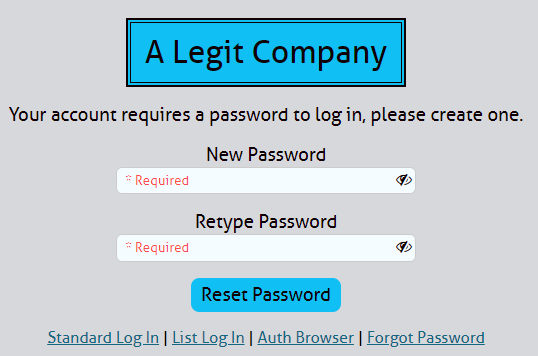 A Legit Company
Your account requires a password to log in, please create one.
New Password
* Required
Retype Password
* Required
Reset Password
Standard Log In | List Log In | Auth Browser | Forgot Password